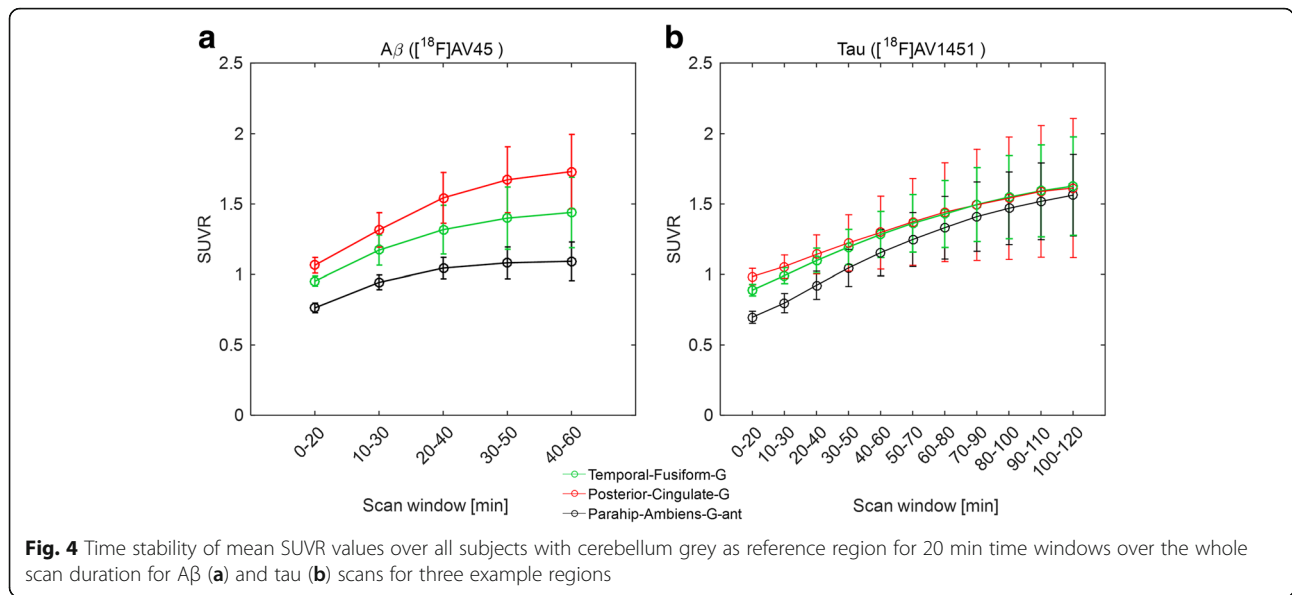 a
Aβ ([18F]AV45 )
2.5
2
1.5
1
0.5
0
SUVR
0-20
10-30
20-40
30-50
40-60
Scan window [min]
b
Tau ([18F]AV1451 )
2.5
2
1.5
1
0.5
0
SUVR
0-20
10-30
20-40
30-50
40-60
50-70
60-80
70-90
80-100
90-110
100-120
Scan window [min]
Temporal-Fusiform-G
Posterior-Cingulate-G
Parahip-Ambiens-G-ant
Fig. 4 Time stability of mean SUVR values over all subjects with cerebellum grey as reference region for 20 min time windows over the whole
scan duration for Aβ (a) and tau (b) scans for three example regions